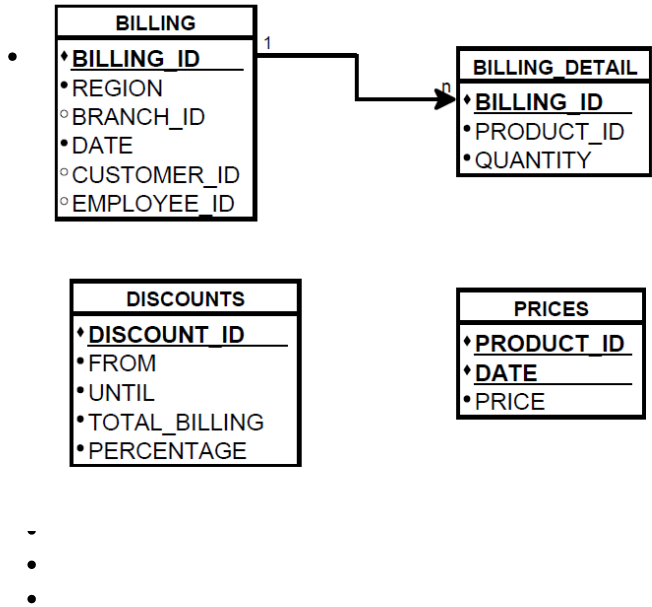 BILLING
BILLING_ID
REGION
BRANCH_ID
DATE
CUSTOMER_ID
EMPLOYEE_ID
1
n
BILLING_DETAIL
BILLING_ID
PRODUCT_ID
QUANTITY
DISCOUNTS
DISCOUNT_ID
FROM
UNTIL
TOTAL_BILLING
PERCENTAGE
PRICES
PRODUCT_ID
DATE
PRICE